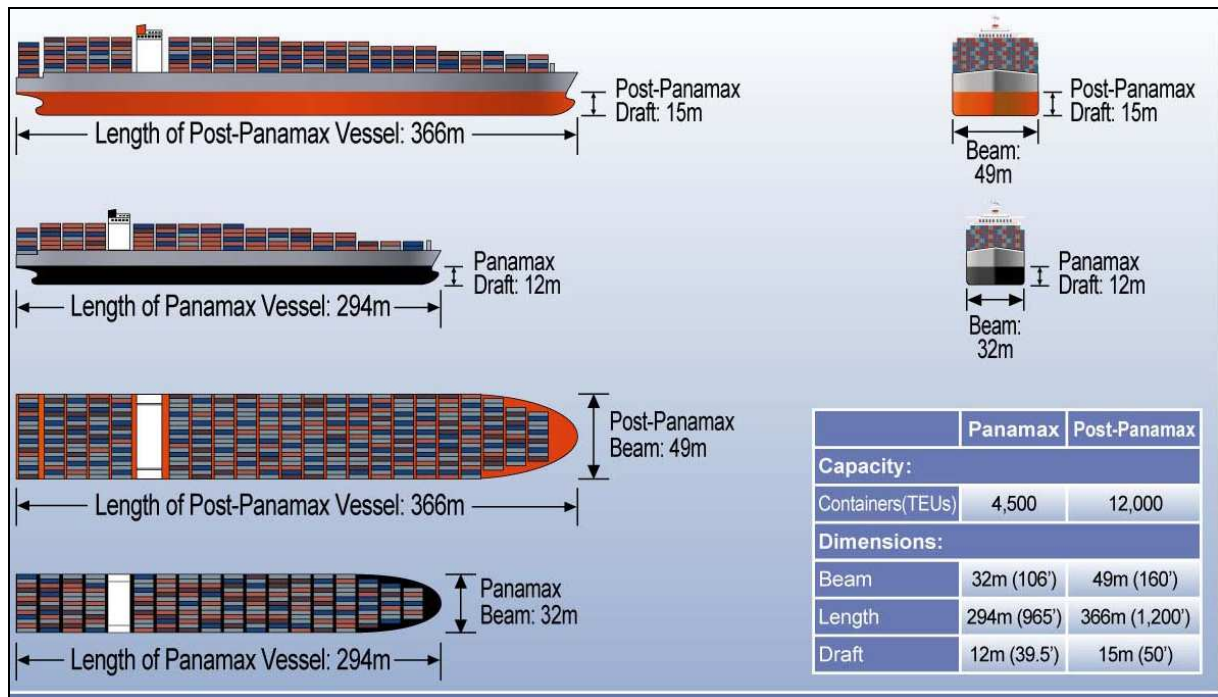 Post-Panamax
Draft: 15m
Length of Post-Panamax Vessel: 366m
Post-Panamax
Draft: 15m
Beam:
49m
Panamax
Draft: 12m
Length of Panamax Vessel: 294m
Panamax
Draft: 12m
Beam:
32m
Post-Panamax
Beam: 49m
Length of Post-Panamax Vessel: 366m
Panamax
Beam: 32m
Length of Panamax Vessel: 294m
Panamax Post-Panamax
Capacity:
Containers(TEUs) 4,500 12,000
Dimensions:
Beam 32m (106’) 49m (160’)
Length 294m (965’) 366m (1,200’)
Draft 12m (39.5’) 15m (50’)